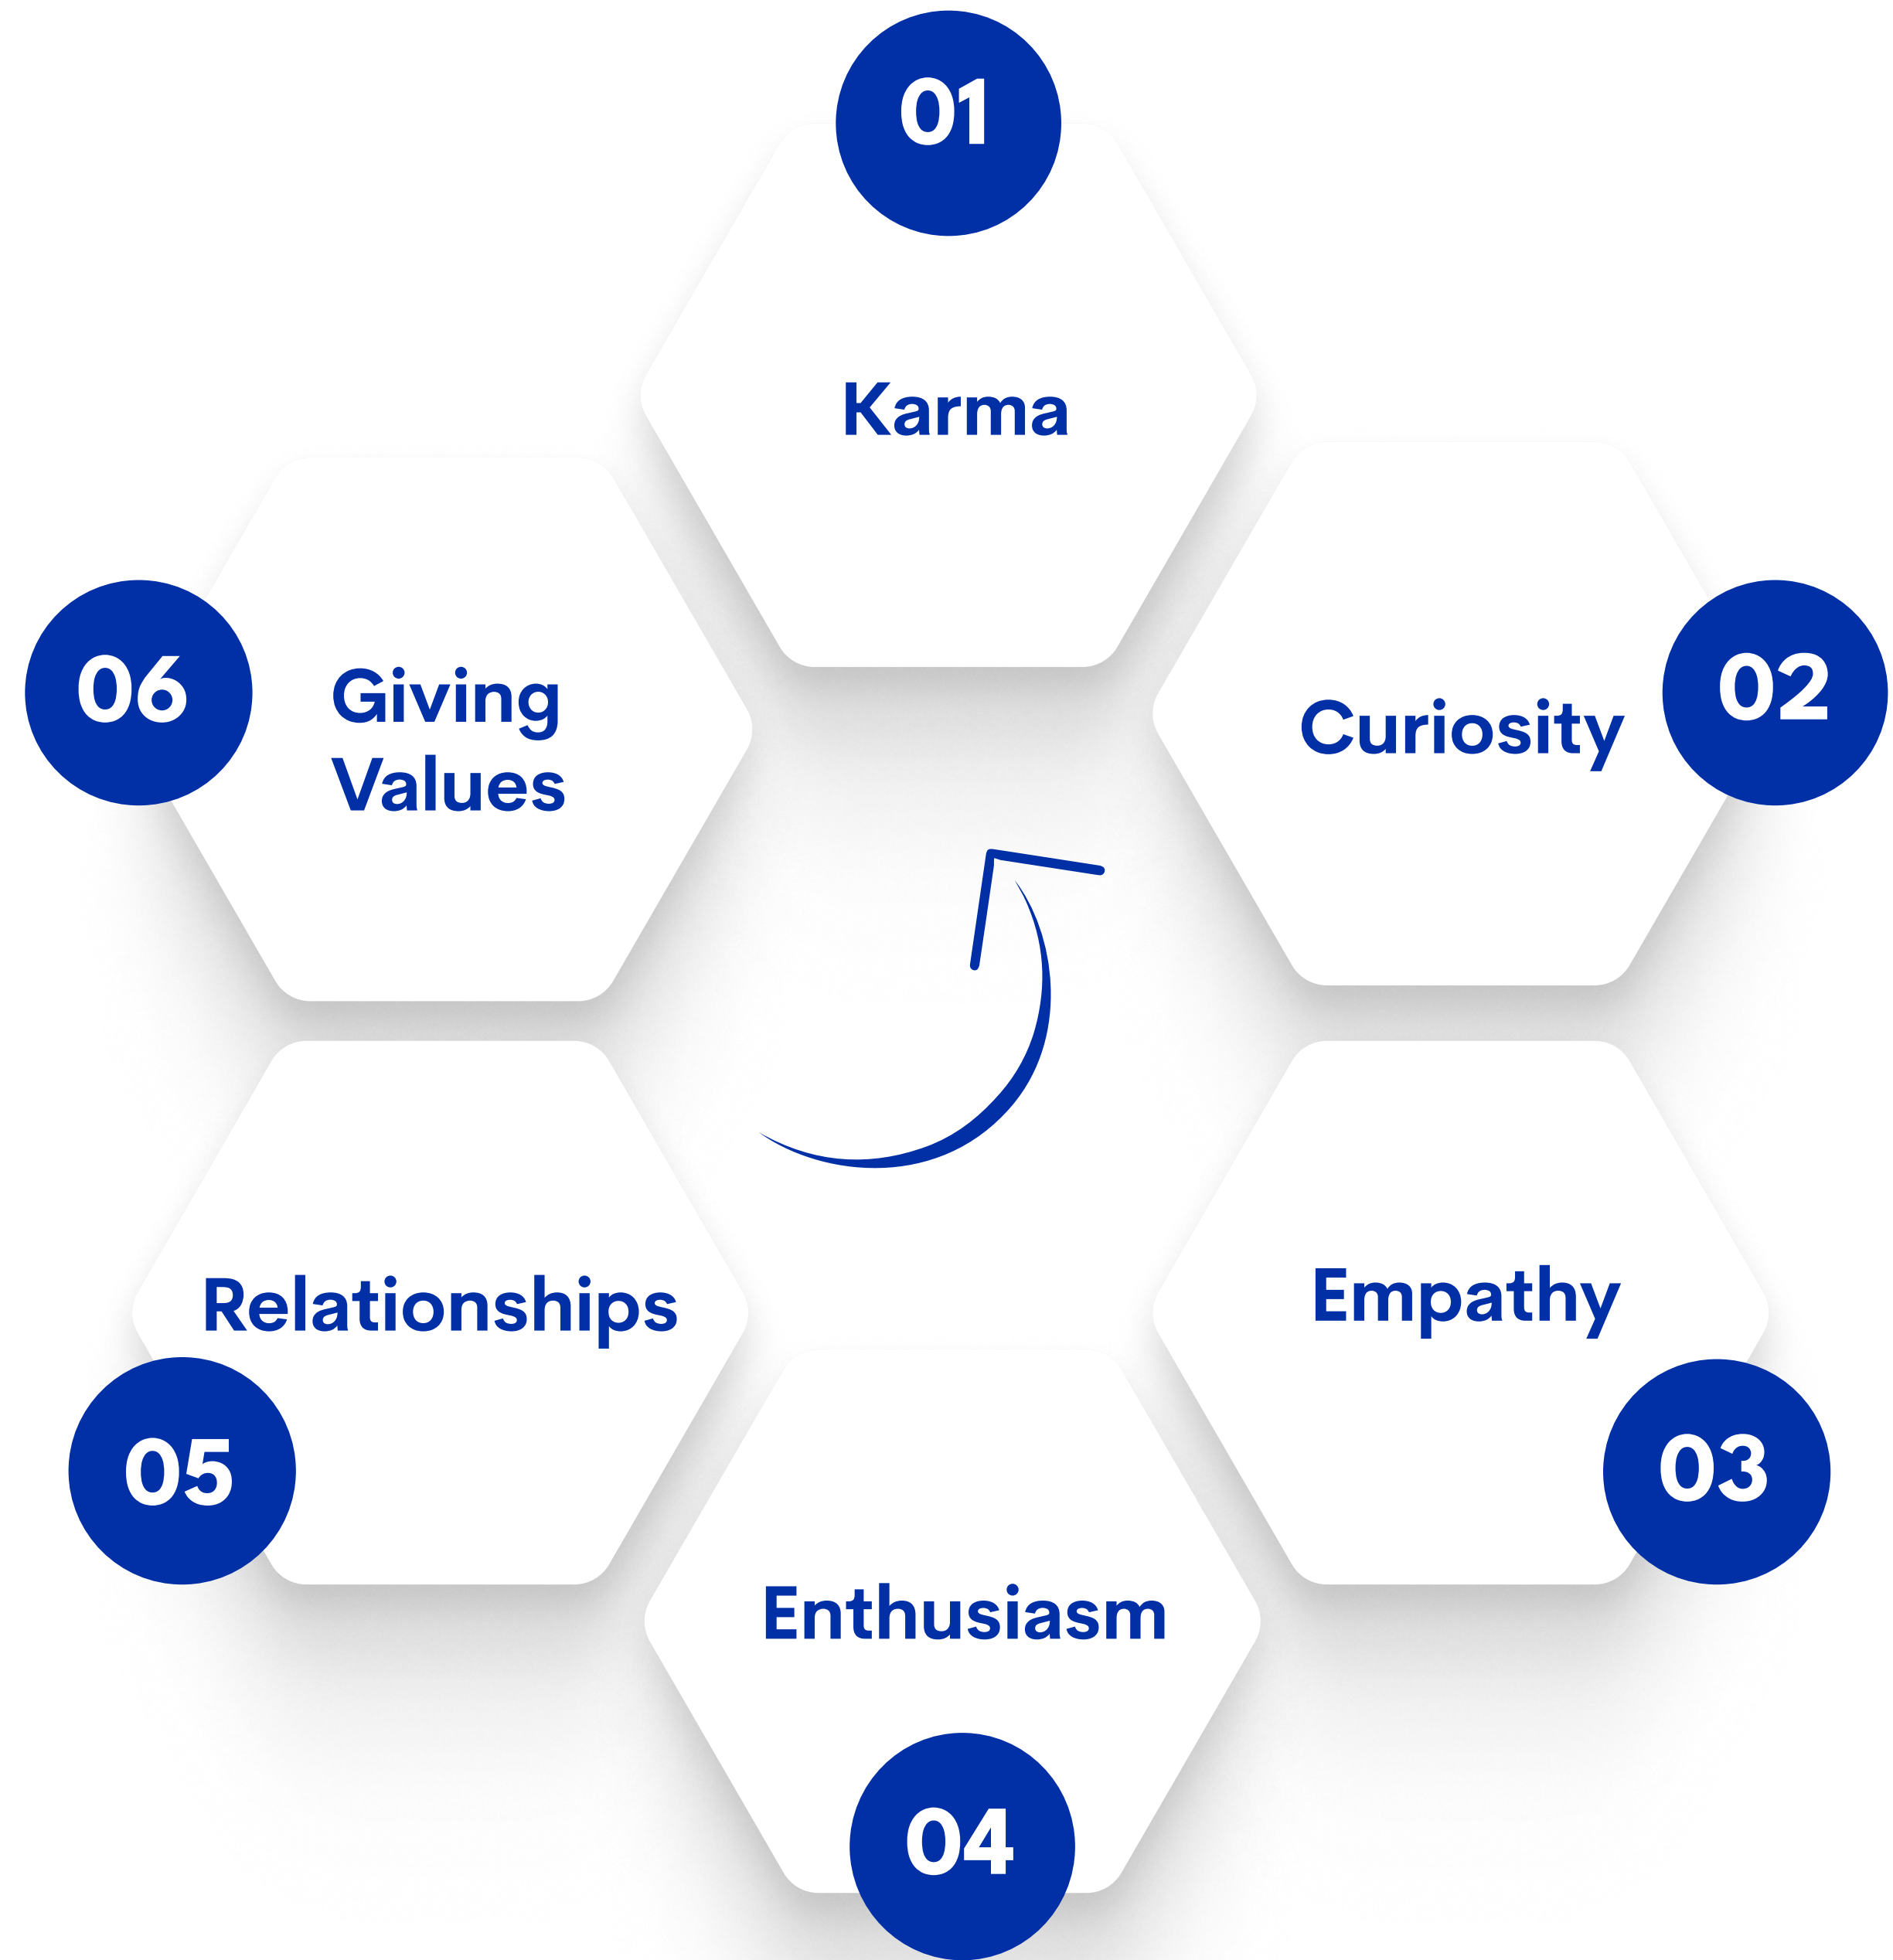 01
Karma
02
Curiosity
03
Empathy
04
Enthusiasm
05
Relationships
06
Giving
Values